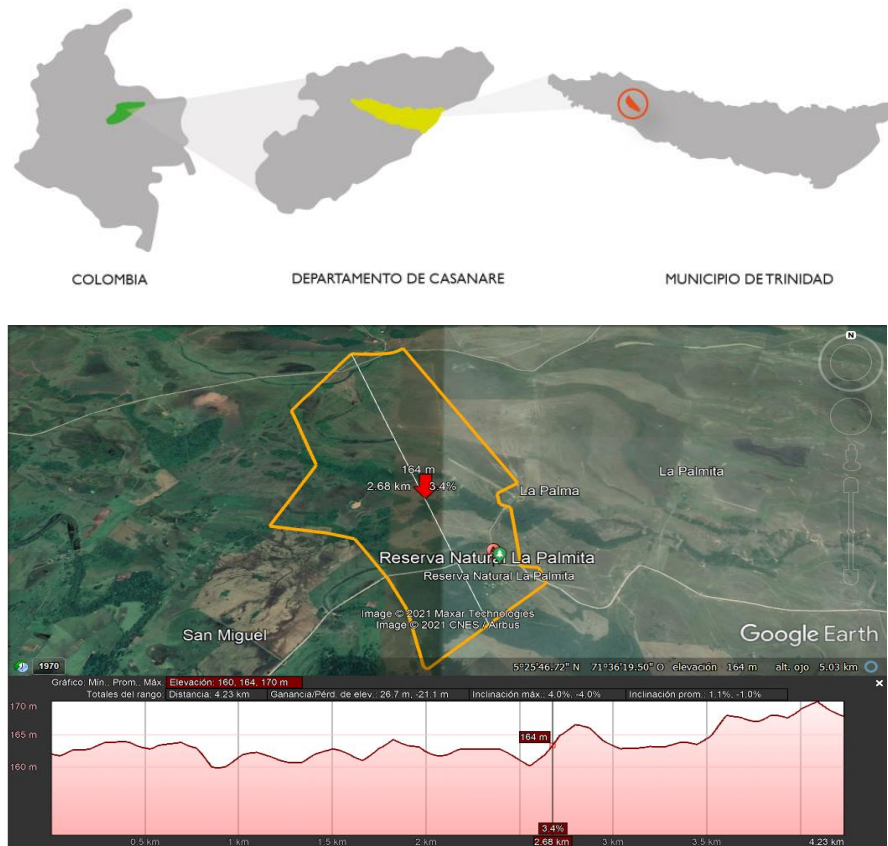 COLOMBIA
DEPARTAMENTO DE CASANARE
MUNICIPIO DE TRINIDAD
N
164 m
2.68 km 3.4%
La Palma
La Palmita
Reserva Natural La Palmita
Reserva Natural La Palmita
Image © 2021 Maxar Technologies
Image © 2021 CNES / Airbus
San Miguel
Google Earth
1970
5°25'46.72" N 71°36'19.50" O elevación 164 m alt. ojo 5.03 km
Gráfico: Mín., Prom., Máx. Elevación: 160, 164, 170 m
Totales del rango: Distancia: 4.23 km Ganancia/Pérd. de elev.: 26.7 m, -21.1 m Inclinación máx.: 4.0%, -4.0% Inclinación prom.: 1.1%, -1.0%
170 m
165 m
160 m
164 m
3.4%
0.5 km 1 km 1.5 km 2 km 2.68 km 3 km 3.5 km 4.23 km